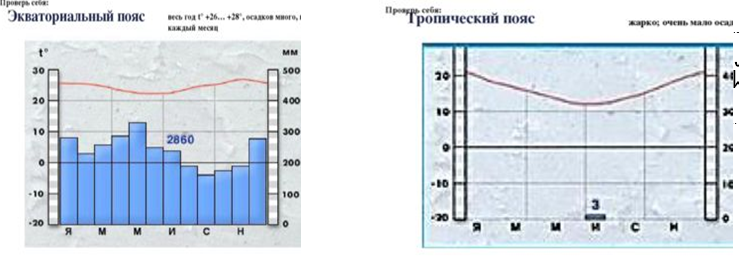 Проверь себя:
Экваториальный пояс
весь год t° +26... +28°, осадков много,
каждый месяц
t°
мм
30
500
20
400
10
300
2860
0
200
-10
100
-20
0
Я М М И С Н
Проверь себя:
Тропический пояс
жарко; очень мало осад
20
10
0
-10
-20
3
Я М М И С Н